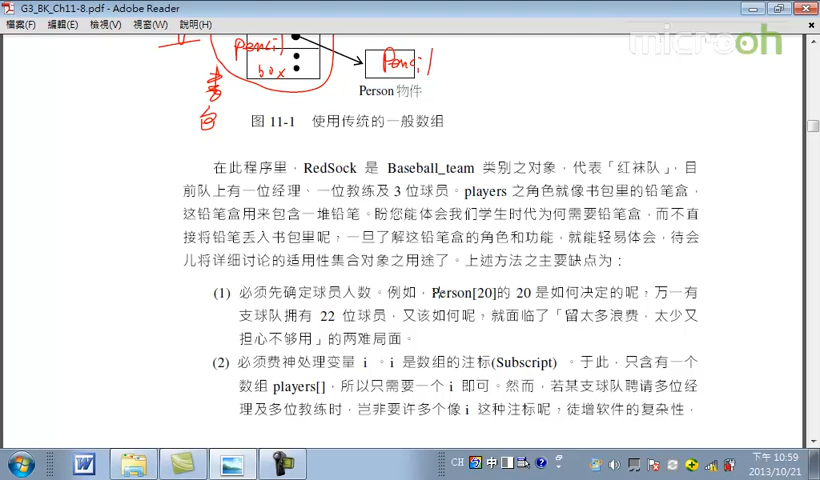 G3_BK_Ch11-8.pdf - Adobe Reader
檔案(F) 編輯(E) 檢視(V) 視窗(W) 說明(H)
microoh
pencil
box
Pencil
书
包
Person 物件
图 11-1 使用传统的一般数组
在此程序里，RedSock 是 Baseball_team 类别之对象，代表「红袜队」，目
前队上有一位经理、一位教练及 3 位球员。players 之角色就像书包里的铅笔盒，
这铅笔盒用来包含一堆铅笔。盼您能体会我们学生时代为何需要铅笔盒，而不直
接将铅笔丢入书包里呢，一旦了解这铅笔盒的角色和功能，就能轻易体会，待会
儿将详细讨论的适用性集合对象之用途了。上述方法之主要缺点为：
(1) 必须先确定球员人数。例如，Person[20]的 20 是如何决定的呢，万一有
支球队拥有 22 位球员，又该如何呢，就面临了「留太多浪费，太少又
担心不够用」的两难局面。
(2) 必须费神处理变量 i 。i 是数组的注标(Subscript) 。于此，只含有一个
数组 players[]，所以只需要一个 i 即可。然而，若某支球队聘请多位经
理及多位教练时，岂非要许多个像 i 这种注标呢，徒增软件的复杂性，
CH 中
下午 10:59
2013/10/21